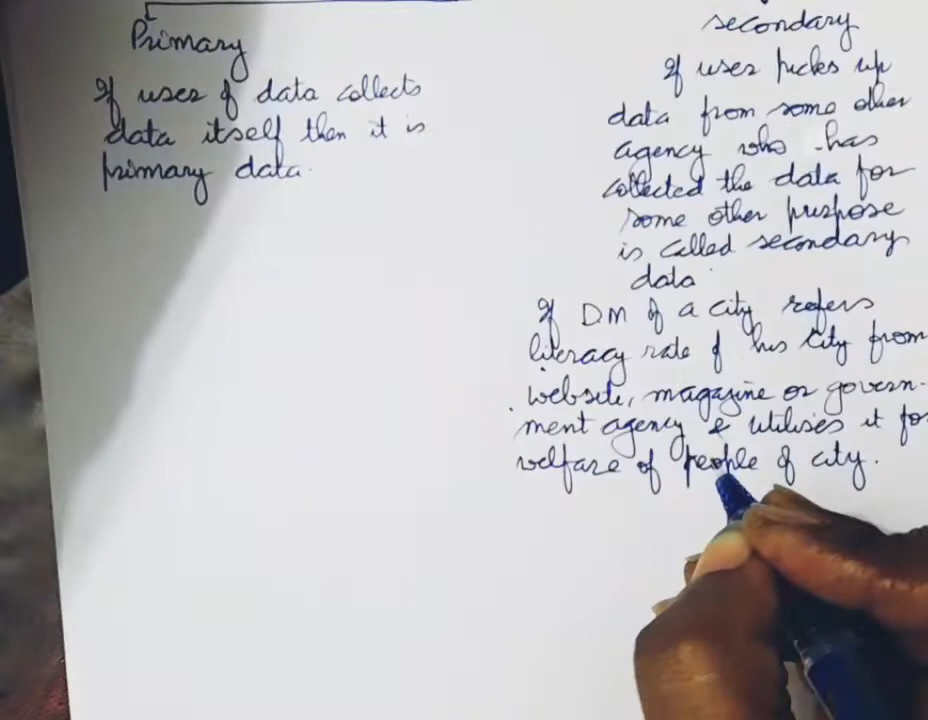 Primary
If user of data collects
data itself then it is
primary data.
secondary
If user picks up
data from some other
agency who has
collected the data for
some other purpose
is called secondary
data
If DM of a city refers
literacy rate of his city from
website, magazine or govern-
ment agency & utilises it for
welfare of people of city.